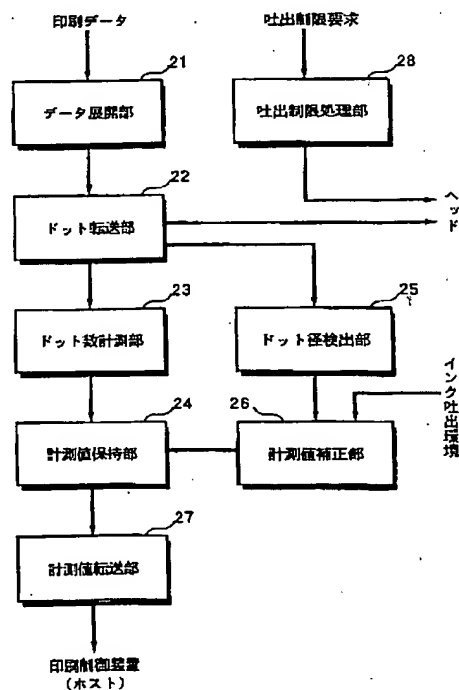 印刷データ
吐出制限要求
21
28
データ展開部
吐出制限処理部
22
ヘッド
ドット転送部
23
25
ドット数計測部
ドット径検出部
インク吐出環境
24
26
計測値保持部
計測値補正部
27
計測値転送部
印刷制御装置
(ホスト)